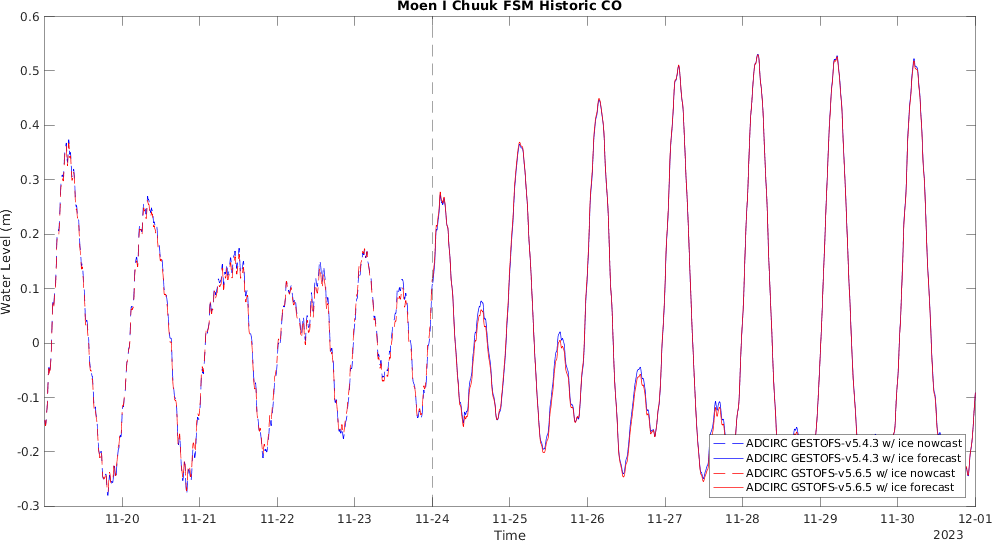 Moen I Chuuk FSM Historic CO
0.6
0.5
0.4
0.3
0.2
0.1
0
-0.1
-0.2
-0.3
Water Level (m)
ADCIRC GESTOFS-v5.4.3 w/ ice nowcast
ADCIRC GESTOFS-v5.4.3 w/ ice forecast
ADCIRC GSTOFS-v5.6.5 w/ ice nowcast
ADCIRC GSTOFS-v5.6.5 w/ ice forecast
11-20 11-21 11-22 11-23 11-24 11-25 11-26 11-27 11-28 11-29 11-30 12-01
Time
2023